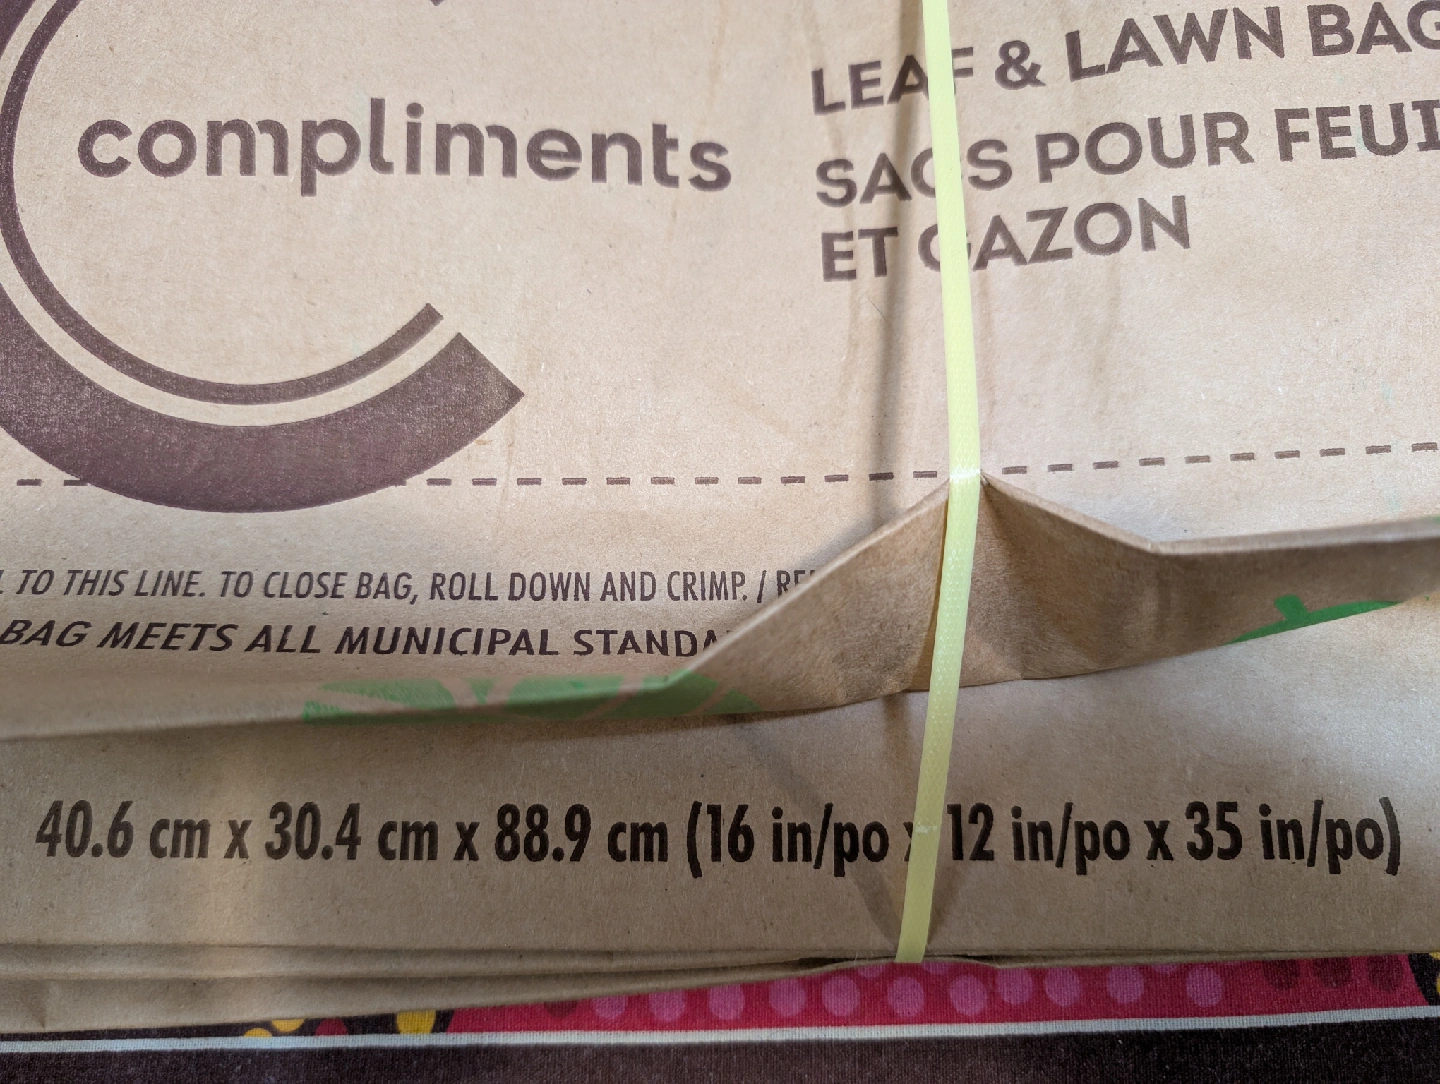 compliments
LEAF & LAWN BAG
SACS POUR FEUI
ET GAZON
TO THIS LINE. TO CLOSE BAG, ROLL DOWN AND CRIMP. /
BAG MEETS ALL MUNICIPAL
40.6 cm x 30.4 cm x 88.9 cm (16 in/po x 12 in/po x 35 in/po)